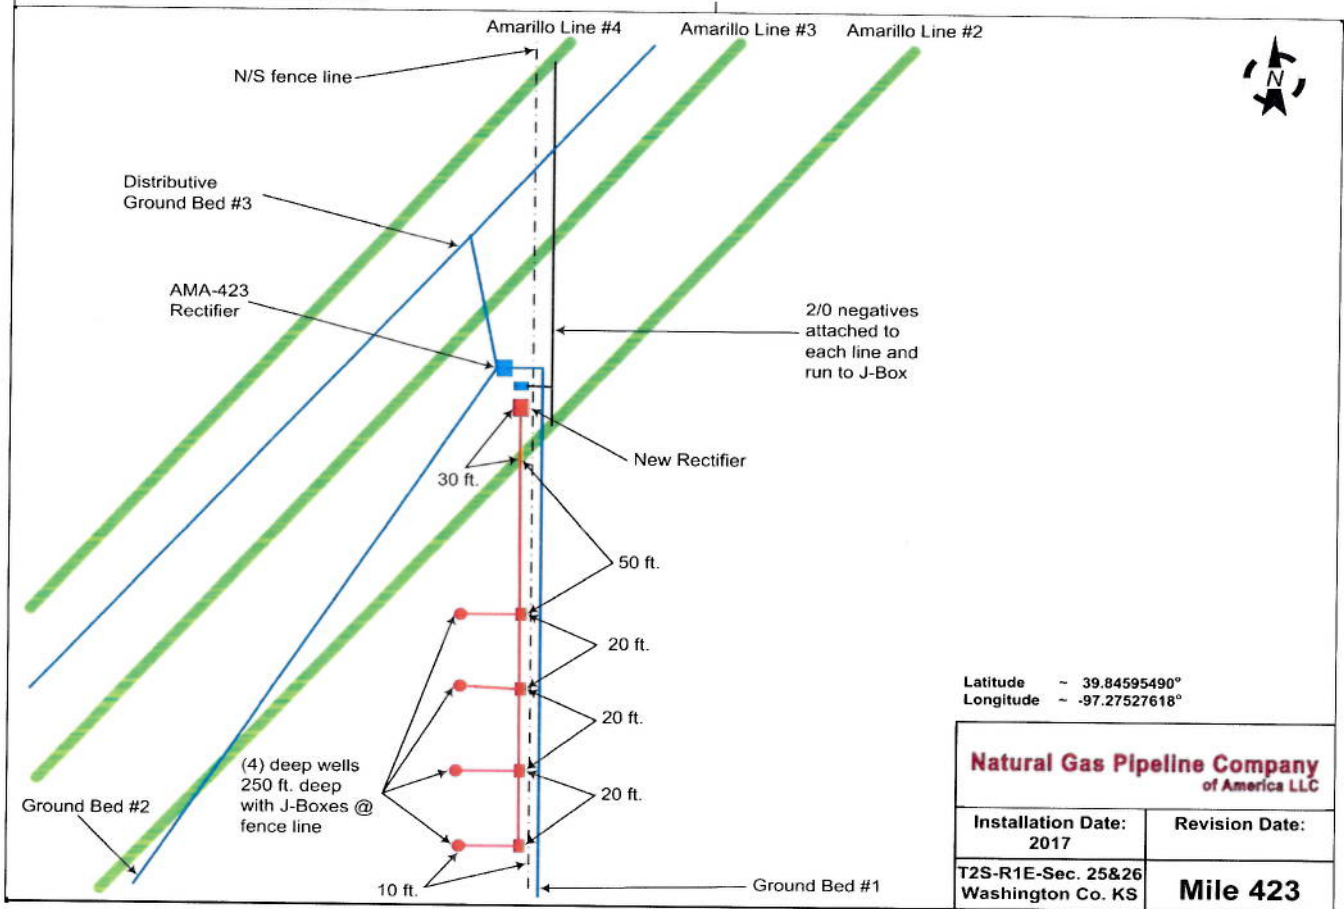 Amarillo Line #4
Amarillo Line #3
Amarillo Line #2
N/S fence line
N
Distributive
Ground Bed #3
AMA-423
Rectifier
2/0 negatives
attached to
each line and
run to J-Box
New Rectifier
30 ft.
50 ft.
20 ft.
20 ft.
20 ft.
(4) deep wells
250 ft. deep
with J-Boxes @
fence line
Ground Bed #2
10 ft.
Ground Bed #1
Latitude ~ 39.84595490°
Longitude ~ -97.27527618°
Natural Gas Pipeline Company
of America LLC
Installation Date:
2017
Revision Date:
T2S-R1E-Sec. 25&26
Washington Co. KS
Mile 423